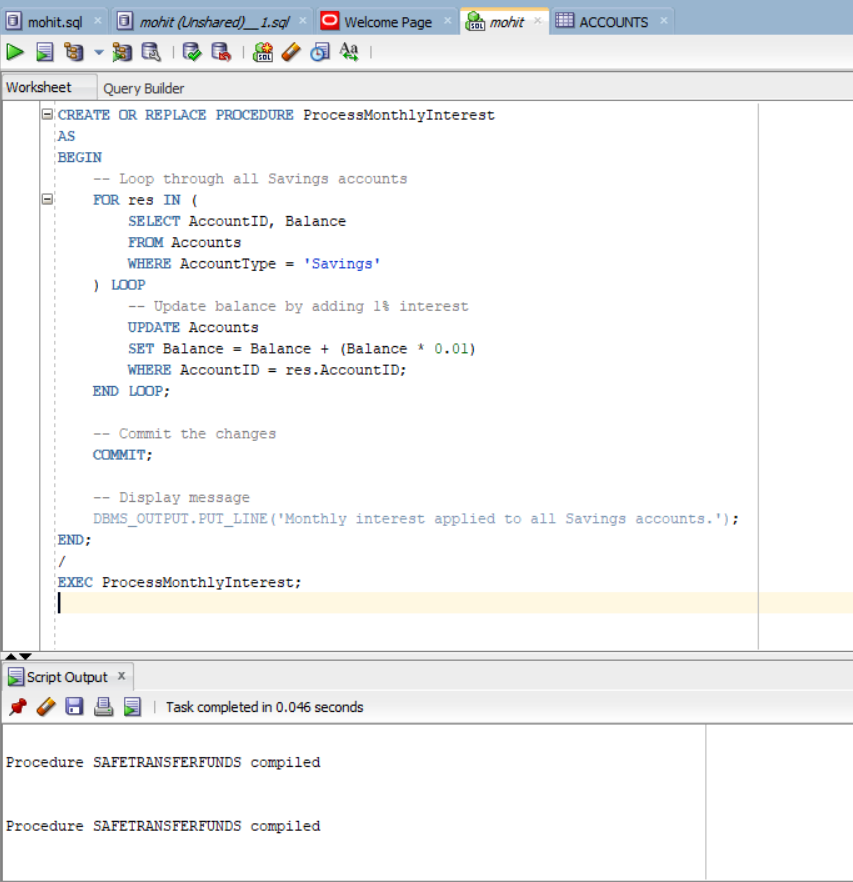 mohit.sql
mohit (Unshared)__1.sql
Welcome Page
mohit
ACCOUNTS
Worksheet
Query Builder
CREATE OR REPLACE PROCEDURE ProcessMonthlyInterest
AS
BEGIN
    -- Loop through all Savings accounts
    FOR res IN (
        SELECT AccountID, Balance
        FROM Accounts
        WHERE AccountType = 'Savings'
    ) LOOP
        -- Update balance by adding 1% interest
        UPDATE Accounts
        SET Balance = Balance + (Balance * 0.01)
        WHERE AccountID = res.AccountID;
    END LOOP;
    -- Commit the changes
    COMMIT;
    -- Display message
    DBMS_OUTPUT.PUT_LINE('Monthly interest applied to all Savings accounts.');
END;
/
EXEC ProcessMonthlyInterest;
Script Output
Task completed in 0.046 seconds
Procedure SAFETRANSFERFUNDS compiled
Procedure SAFETRANSFERFUNDS compiled